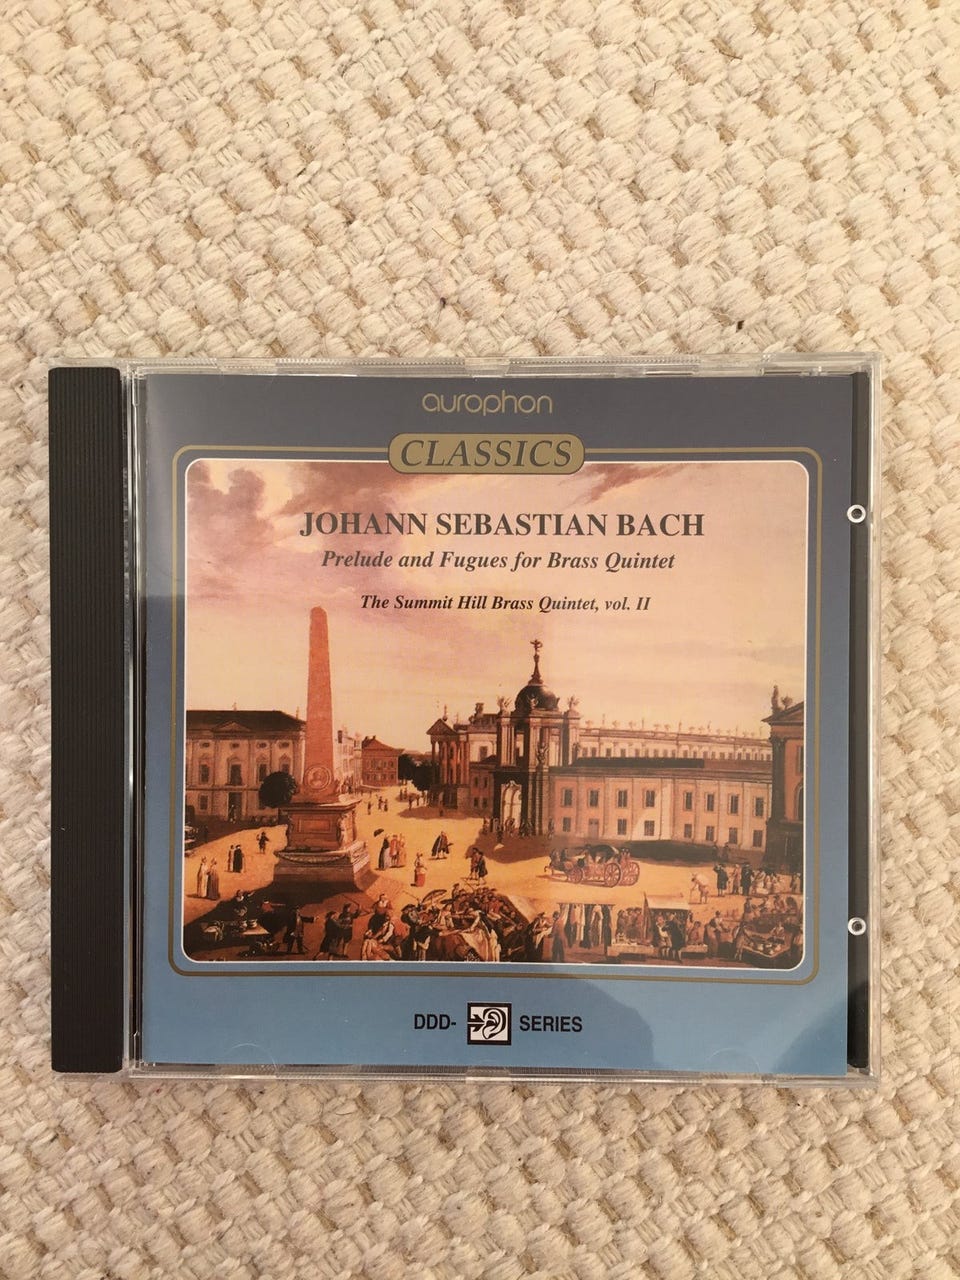 aurophon
CLASSICS
JOHANN SEBASTIAN BACH
Prelude and Fugues for Brass Quintet
The Summit Hill Brass Quintet, vol. II
DDD- SERIES